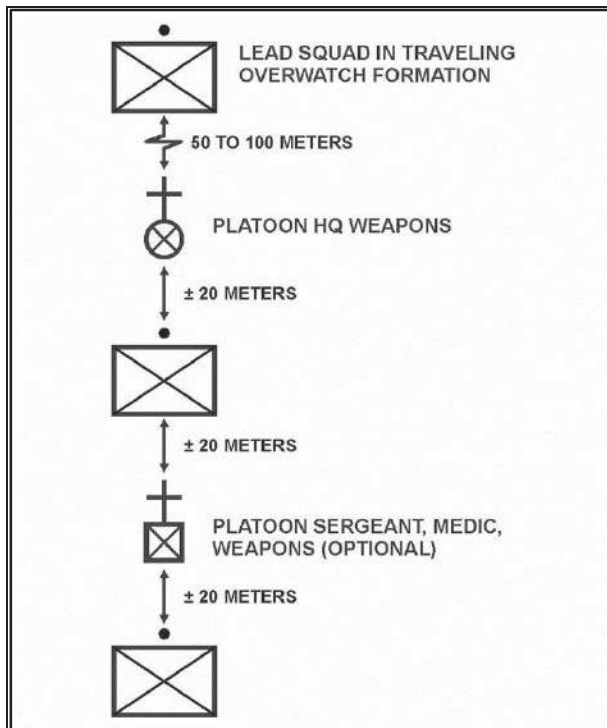 LEAD SQUAD IN TRAVELING
OVERWATCH FORMATION
50 TO 100 METERS
PLATOON HQ WEAPONS
± 20 METERS
± 20 METERS
PLATOON SERGEANT, MEDIC,
WEAPONS (OPTIONAL)
± 20 METERS